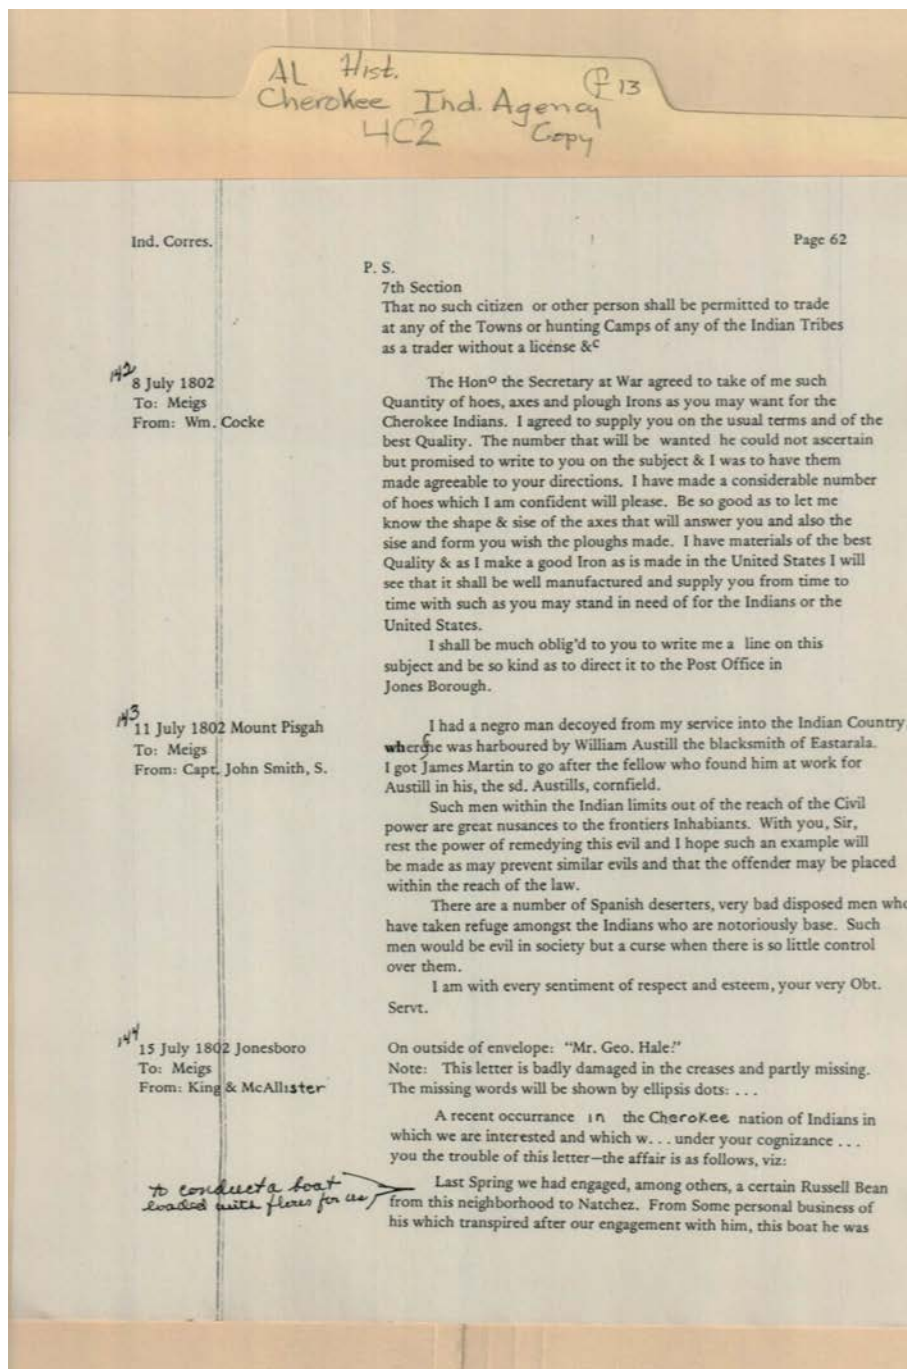 AL Hist. f 13
Cherokee Ind. Agency
4C2 Copy
Ind. Corres. Page 62
P. S.
7th Section
That no such citizen or other person shall be permitted to trade
at any of the Towns or hunting Camps of any of the Indian Tribes
as a trader without a license &c
142
8 July 1802
To: Meigs
From: Wm. Cocke
The Hono the Secretary at War agreed to take of me such
Quantity of hoes, axes and plough Irons as you may want for the
Cherokee Indians. I agreed to supply you on the usual terms and of the
best Quality. The number that will be wanted he could not ascertain
but promised to write to you on the subject & I was to have them
made agreeable to your directions. I have made a considerable number
of hoes which I am confident will please. Be so good as to let me
know the shape & sise of the axes that will answer you and also the
sise and form you wish the ploughs made. I have materials of the best
Quality & as I make a good Iron as is made in the United States I will
see that it shall be well manufactured and supply you from time to
time with such as you may stand in need of for the Indians or the
United States.
I shall be much oblig'd to you to write me a line on this
subject and be so kind as to direct it to the Post Office in
Jones Borough.
143
11 July 1802 Mount Pisgah
To: Meigs
From: Capt. John Smith, S.
I had a negro man decoyed from my service into the Indian Country
where he was harboured by William Austill the blacksmith of Eastarala.
I got James Martin to go after the fellow who found him at work for
Austill in his, the sd. Austills, cornfield.
Such men within the Indian limits out of the reach of the Civil
power are great nusances to the frontiers Inhabiants. With you, Sir,
rest the power of remedying this evil and I hope such an example will
be made as may prevent similar evils and that the offender may be placed
within the reach of the law.
There are a number of Spanish deserters, very bad disposed men who
have taken refuge amongst the Indians who are notoriously base. Such
men would be evil in society but a curse when there is so little control
over them.
I am with every sentiment of respect and esteem, your very Obt.
Servt.
144
15 July 1802 Jonesboro
To: Meigs
From: King & McAllister
On outside of envelope: "Mr. Geo. Hale."
Note: This letter is badly damaged in the creases and partly missing.
The missing words will be shown by ellipsis dots: . . .
A recent occurrance in the Cherokee nation of Indians in
which we are interested and which w. . . under your cognizance . . .
you the trouble of this letter—the affair is as follows, viz:
to conduct a boat
loaded with flour for us,
Last Spring we had engaged, among others, a certain Russell Bean
from this neighborhood to Natchez. From Some personal business of
his which transpired after our engagement with him, this boat he was